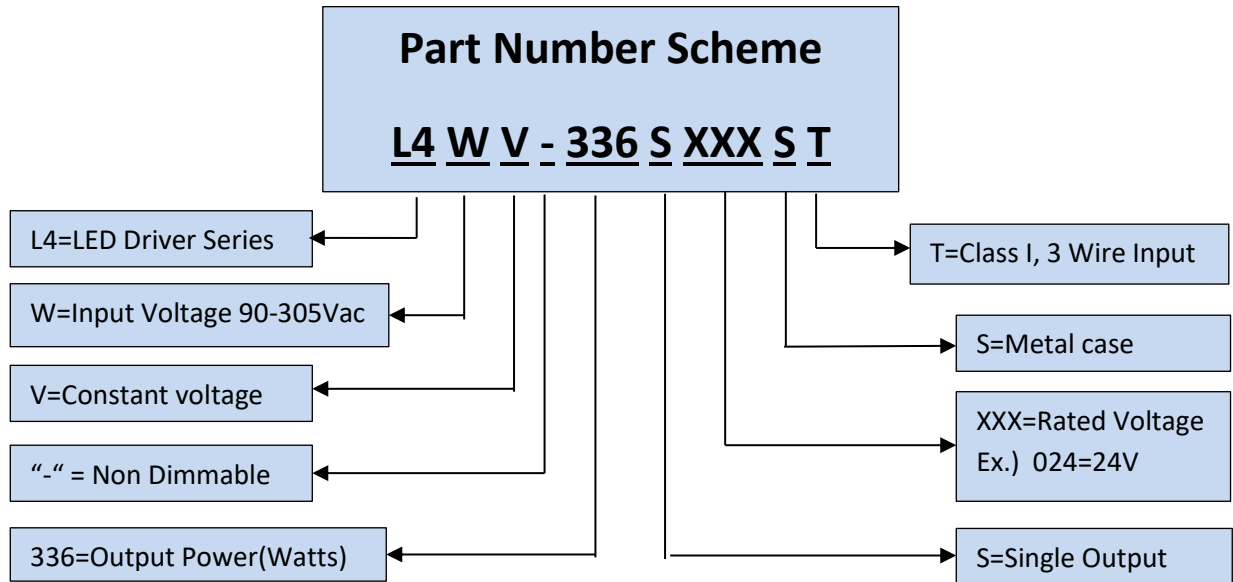 Part Number Scheme
L4 W V - 336 S XXX S T
L4=LED Driver Series
W=Input Voltage 90-305Vac
V=Constant voltage
“-“ = Non Dimmable
336=Output Power(Watts)
T=Class I, 3 Wire Input
S=Metal case
XXX=Rated Voltage
Ex.) 024=24V
S=Single Output